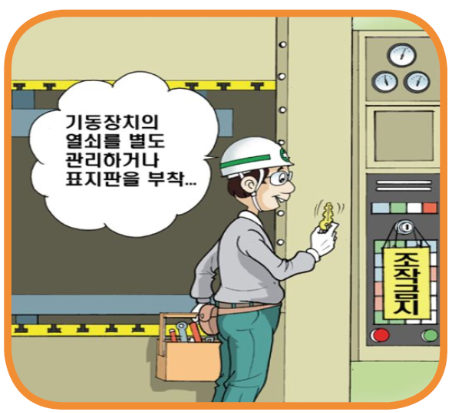 기동장치의
열쇠를 별도
관리하거나
표지판을 부착...
조작금지